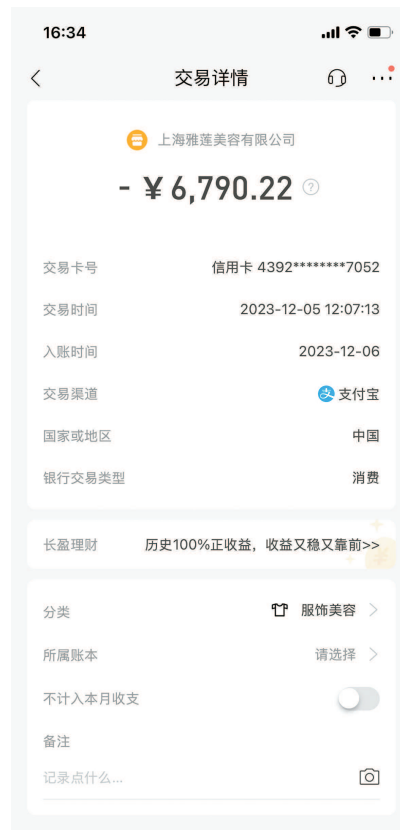 16:34
交易详情
上海雅莲美容有限公司
- ¥ 6,790.22
交易卡号 信用卡 4392********7052
交易时间 2023-12-05 12:07:13
入账时间 2023-12-06
交易渠道 支付宝
国家或地区 中国
银行交易类型 消费
长盈理财 历史100%正收益，收益又稳又靠前>>
分类 服饰美容
所属账本 请选择
不计入本月收支
备注
记录点什么...